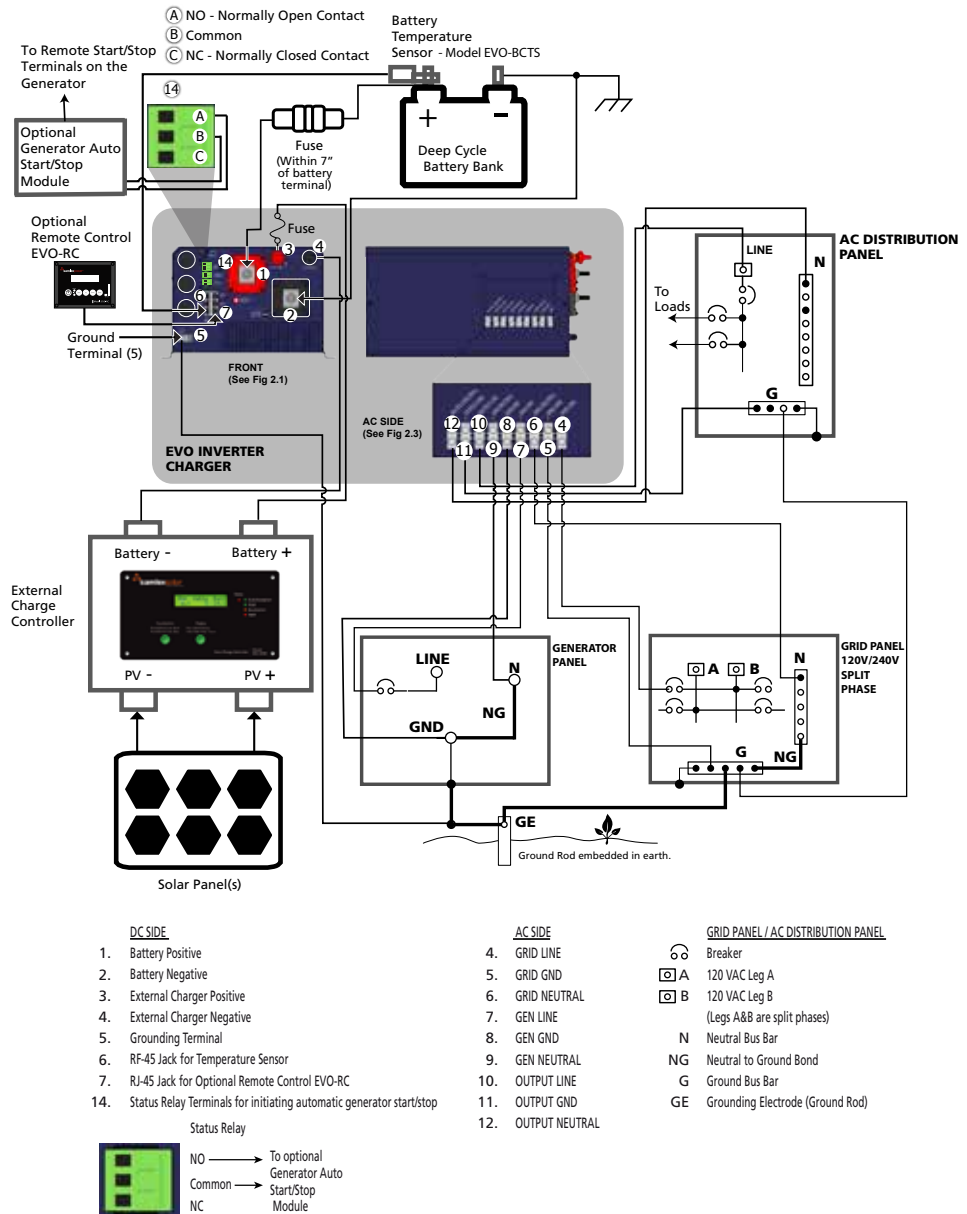 A NO - Normally Open Contact
B Common
C NC - Normally Closed Contact
Battery
Temperature
Sensor - Model EVO-BCTS
To Remote Start/Stop
Terminals on the
Generator
14
A
B
C
Optional
Generator Auto
Start/Stop
Module
+
-
Deep Cycle
Battery Bank
Fuse
(Within 7"
of battery
terminal)
Optional
Remote Control
EVO-RC
Fuse
14
3
4
1
2
6
7
5
Ground
Terminal (5)
FRONT
(See Fig 2.1)
EVO INVERTER
CHARGER
AC SIDE
(See Fig 2.3)
12
10
8
6
4
11
9
7
5
AC DISTRIBUTION
PANEL
LINE
N
To
Loads
G
External
Charge
Controller
Battery -
Battery +
PV -
PV +
Solar Panel(s)
GENERATOR
PANEL
LINE
N
NG
GND
GRID PANEL
120V/240V
SPLIT
PHASE
A
B
N
G
NG
GE
Ground Rod embedded in earth.
DC SIDE
1. Battery Positive
2. Battery Negative
3. External Charger Positive
4. External Charger Negative
5. Grounding Terminal
6. RF-45 Jack for Temperature Sensor
7. RJ-45 Jack for Optional Remote Control EVO-RC
14. Status Relay Terminals for initiating automatic generator start/stop
Status Relay
NO
Common
NC
To optional
Generator Auto
Start/Stop
Module
AC SIDE
4. GRID LINE
5. GRID GND
6. GRID NEUTRAL
7. GEN LINE
8. GEN GND
9. GEN NEUTRAL
10. OUTPUT LINE
11. OUTPUT GND
12. OUTPUT NEUTRAL
GRID PANEL / AC DISTRIBUTION PANEL
Breaker
A 120 VAC Leg A
B 120 VAC Leg B
(Legs A&B are split phases)
N Neutral Bus Bar
NG Neutral to Ground Bond
G Ground Bus Bar
GE Grounding Electrode (Ground Rod)